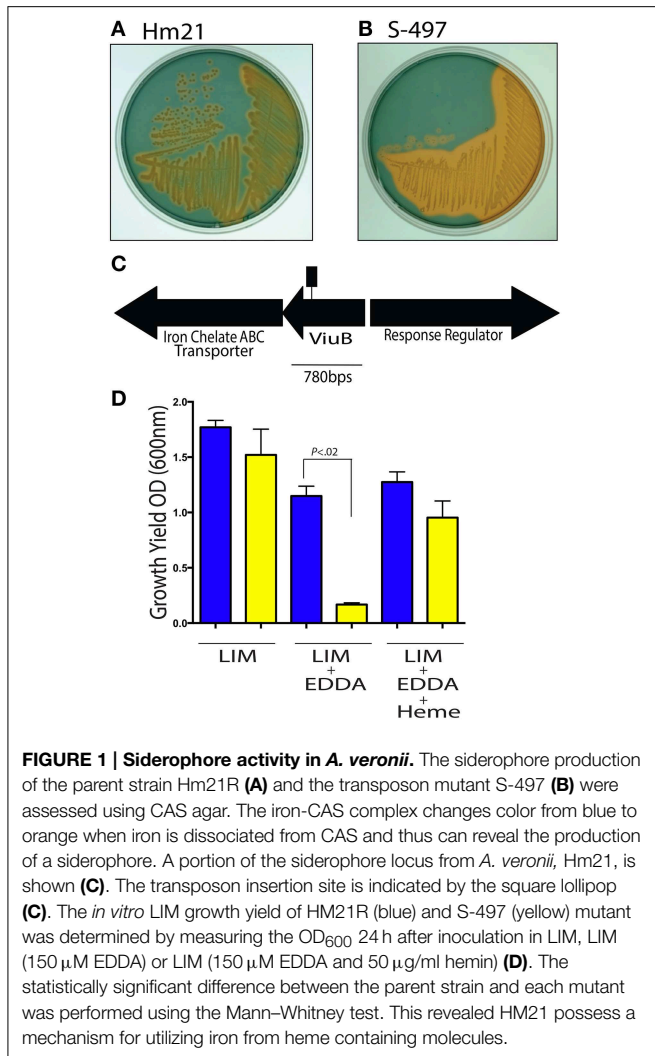 A Hm21
B S-497
C
Iron Chelate ABC
Transporter
ViuB
Response Regulator
780bps
D
Growth Yield OD (600nm)
2.0
1.5
1.0
0.5
0.0
P<.02
LIM
LIM
+
EDDA
LIM
+
EDDA
+
Heme
FIGURE 1 | Siderophore activity in A. veronii. The siderophore production
of the parent strain Hm21R (A) and the transposon mutant S-497 (B) were
assessed using CAS agar. The iron-CAS complex changes color from blue to
orange when iron is dissociated from CAS and thus can reveal the production
of a siderophore. A portion of the siderophore locus from A. veronii, Hm21, is
shown (C). The transposon insertion site is indicated by the square lollipop
(C). The in vitro LIM growth yield of HM21R (blue) and S-497 (yellow) mutant
was determined by measuring the OD600 24 h after inoculation in LIM, LIM
(150 μM EDDA) or LIM (150 μM EDDA and 50 μg/ml hemin) (D). The
statistically significant difference between the parent strain and each mutant
was performed using the Mann–Whitney test. This revealed HM21 possess a
mechanism for utilizing iron from heme containing molecules.